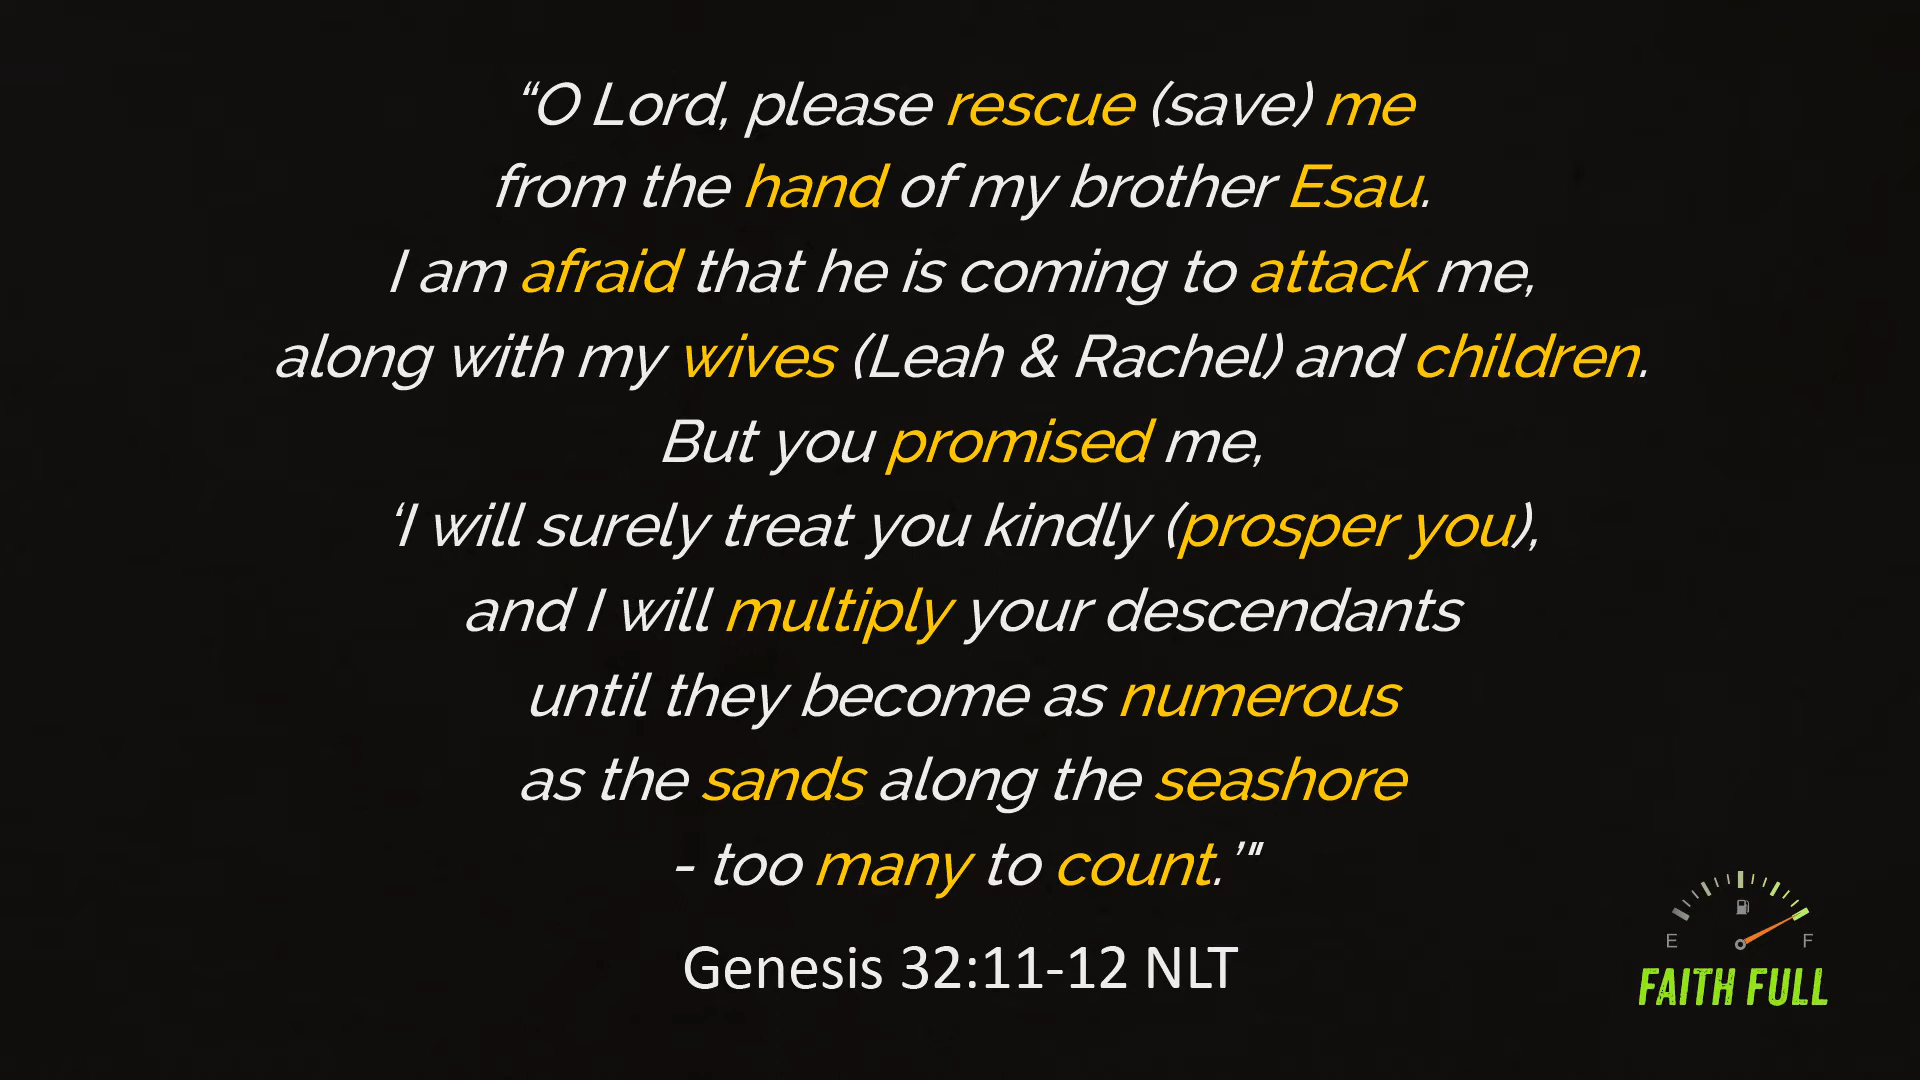 “O Lord, please rescue (save) me
from the hand of my brother Esau.
I am afraid that he is coming to attack me,
along with my wives (Leah & Rachel) and children.
But you promised me,
‘I will surely treat you kindly (prosper you),
and I will multiply your descendants
until they become as numerous
as the sands along the seashore
- too many to count.’"
Genesis 32:11-12 NLT
E F
FAITH FULL